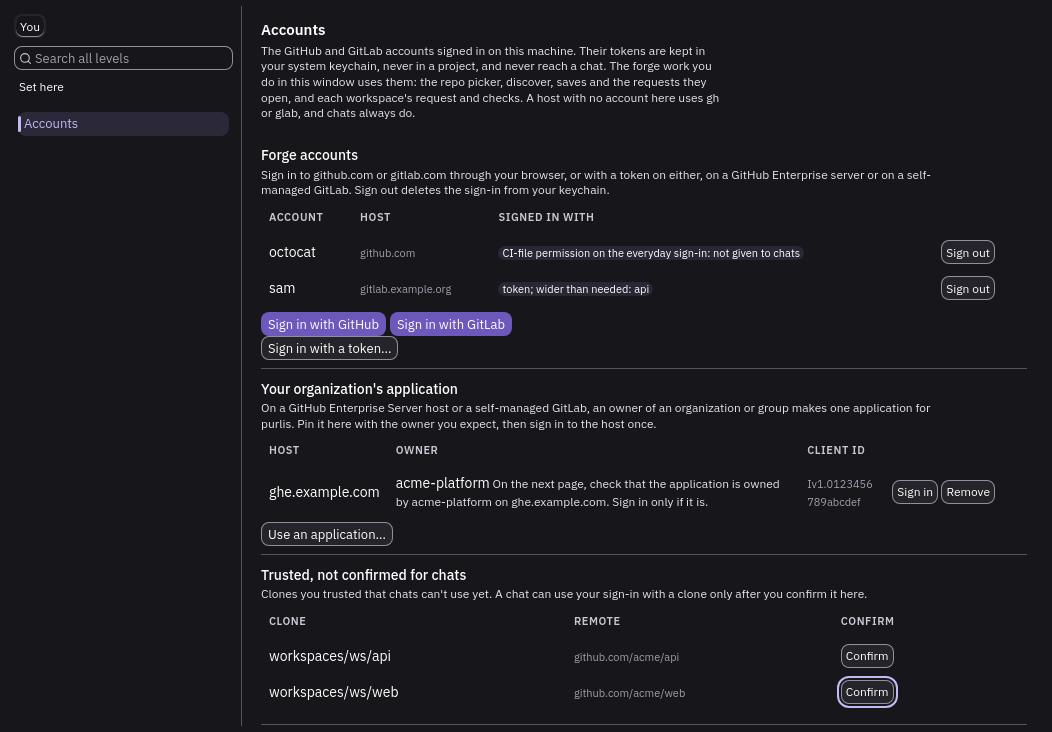 You
Search all levels
Set here
Accounts
Accounts
The GitHub and GitLab accounts signed in on this machine. Their tokens are kept in
your system keychain, never in a project, and never reach a chat. The forge work you
do in this window uses them: the repo picker, discover, saves and the requests they
open, and each workspace's request and checks. A host with no account here uses gh
or glab, and chats always do.
Forge accounts
Sign in to github.com or gitlab.com through your browser, or with a token on either, on a GitHub Enterprise server or on a self-
managed GitLab. Sign out deletes the sign-in from your keychain.
ACCOUNT HOST SIGNED IN WITH
octocat github.com CI-file permission on the everyday sign-in: not given to chats Sign out
sam gitlab.example.org token; wider than needed: api Sign out
Sign in with GitHub Sign in with GitLab
Sign in with a token...
Your organization's application
On a GitHub Enterprise Server host or a self-managed GitLab, an owner of an organization or group makes one application for
purlis. Pin it here with the owner you expect, then sign in to the host once.
HOST OWNER CLIENT ID
ghe.example.com acme-platform On the next page, check that the application is owned Iv1.0123456 Sign in Remove
by acme-platform on ghe.example.com. Sign in only if it is. 789abcdef
Use an application...
Trusted, not confirmed for chats
Clones you trusted that chats can't use yet. A chat can use your sign-in with a clone only after you confirm it here.
CLONE REMOTE CONFIRM
workspaces/ws/api github.com/acme/api Confirm
workspaces/ws/web github.com/acme/web Confirm